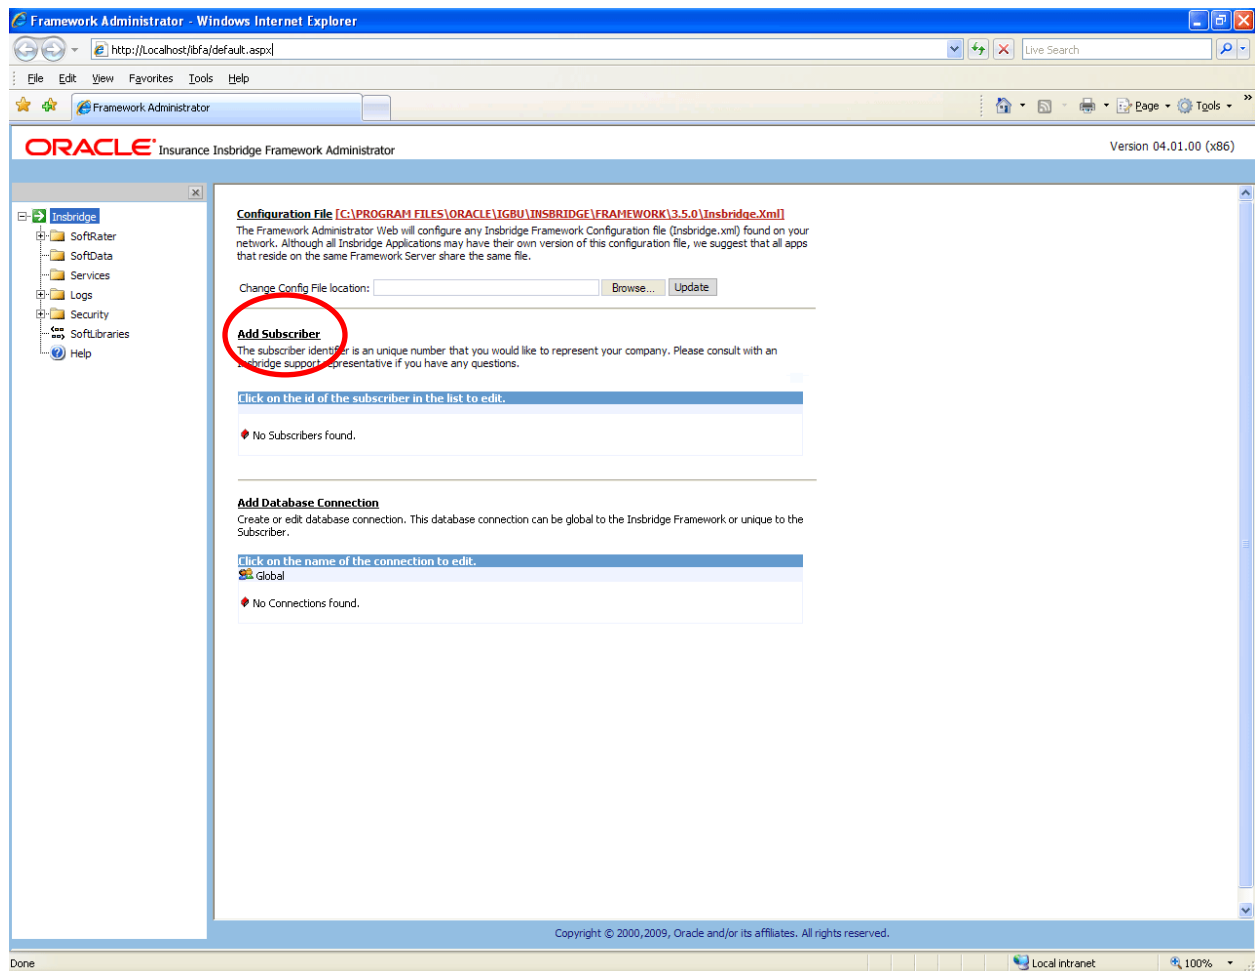 Framework Administrator - Windows Internet Explorer
http://Localhost/ibfa/default.aspx
Live Search
File Edit View Favorites Tools Help
Framework Administrator
Page Tools
ORACLE Insurance Insbridge Framework Administrator
Version 04.01.00 (x86)
Insbridge
SoftRater
SoftData
Services
Logs
Security
SoftLibraries
Help
Configuration File [C:\PROGRAM FILES\ORACLE\IGBU\INSBRIDGE\FRAMEWORK\3.5.0\Insbridge.Xml]
The Framework Administrator Web will configure any Insbridge Framework Configuration file (Insbridge.xml) found on your
network. Although all Insbridge Applications may have their own version of this configuration file, we suggest that all apps
that reside on the same Framework Server share the same file.
Change Config File location: Browse... Update
Add Subscriber
The subscriber identifier is an unique number that you would like to represent your company. Please consult with an
Insbridge support representative if you have any questions.
Click on the id of the subscriber in the list to edit.
No Subscribers found.
Add Database Connection
Create or edit database connection. This database connection can be global to the Insbridge Framework or unique to the
Subscriber.
Click on the name of the connection to edit.
Global
No Connections found.
Copyright © 2000,2009, Oracle and/or its affiliates. All rights reserved.
Done
Local intranet
100%